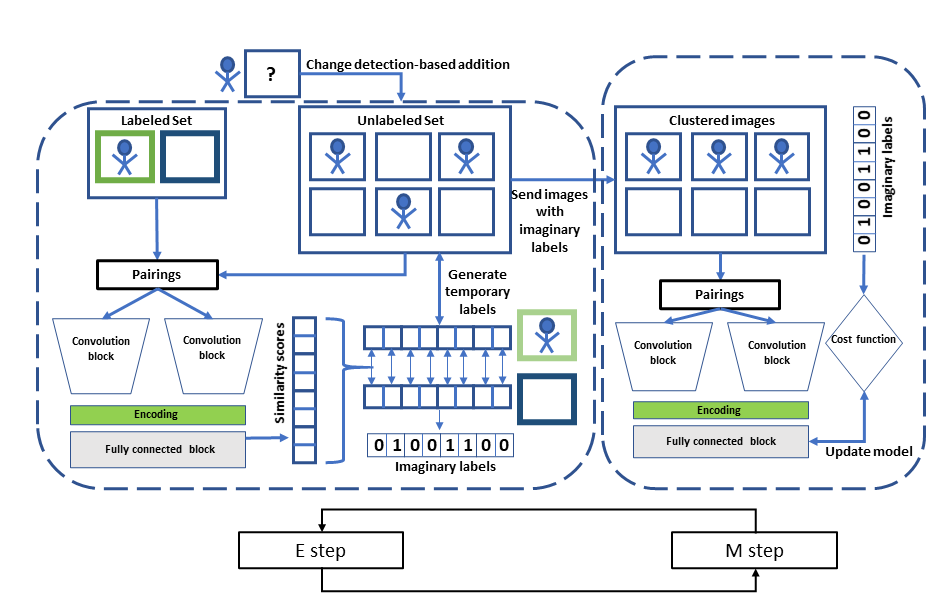 ?
Change detection-based addition
Labeled Set
Unlabeled Set
Clustered images
0 1 0 0 1 1 0 0
Imaginary labels
Send images
with
imaginary
labels
Pairings
Generate
temporary
labels
Pairings
Convolution
block
Convolution
block
Similarity scores
Convolution
block
Convolution
block
Cost function
Encoding
Fully connected block
0 1 0 0 1 1 0 0
Imaginary labels
Encoding
Fully connected block
Update model
E step
M step